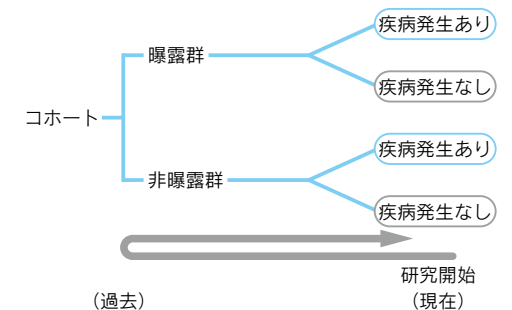 疾病発生あり
曝露群
疾病発生なし
コホート
疾病発生あり
非曝露群
疾病発生なし
研究開始
（過去）
（現在）